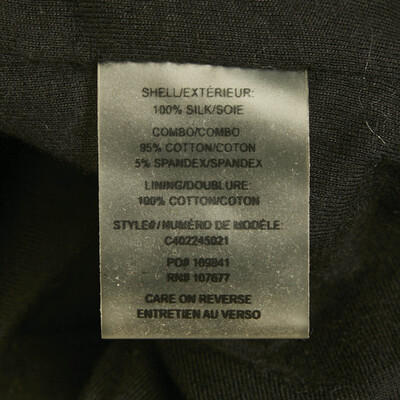 SHELL/EXTÉRIEUR:
100% SILK/SOIE
COMBO/COMBO
95% COTTON/COTON
5% SPANDEX/SPANDEX
LINING/DOUBLURE:
100% COTTON/COTON
STYLE#/NUMÉRO DE MODÈLE:
C402245021
PO# 109841
RN# 107677
CARE ON REVERSE
ENTRETIEN AU VERSO